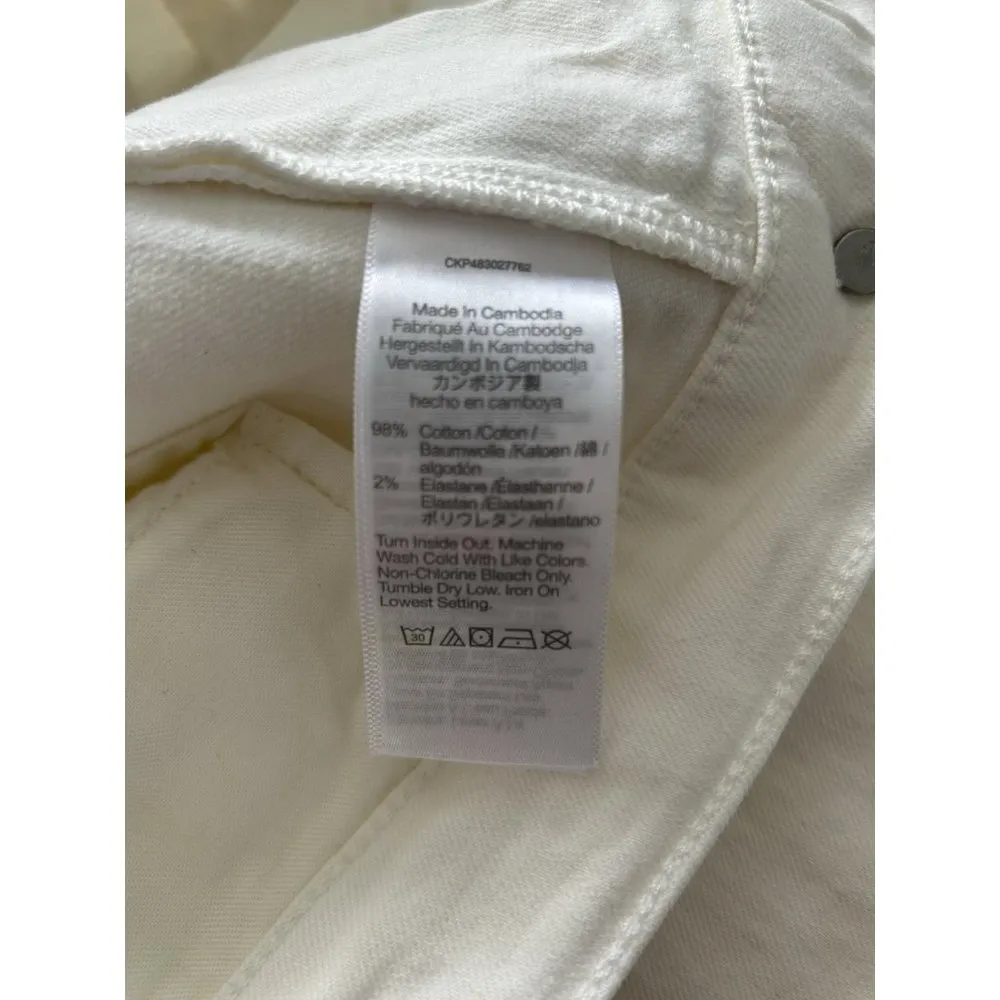 CKP483027762
Made In Cambodia
Fabriqué Au Cambodge
Hergestellt In Kambodscha
Vervaardigd In Cambodja
カンボジア製
hecho en camboya
98% Cotton /Coton /
Baumwolle /Katoen /綿 /
algodón
2% Elastane /Élasthanne /
Elastan /Elastaan /
ポリウレタン /elastano
Turn Inside Out. Machine
Wash Cold With Like Colors.
Non-Chlorine Bleach Only.
Tumble Dry Low. Iron On
Lowest Setting.
30